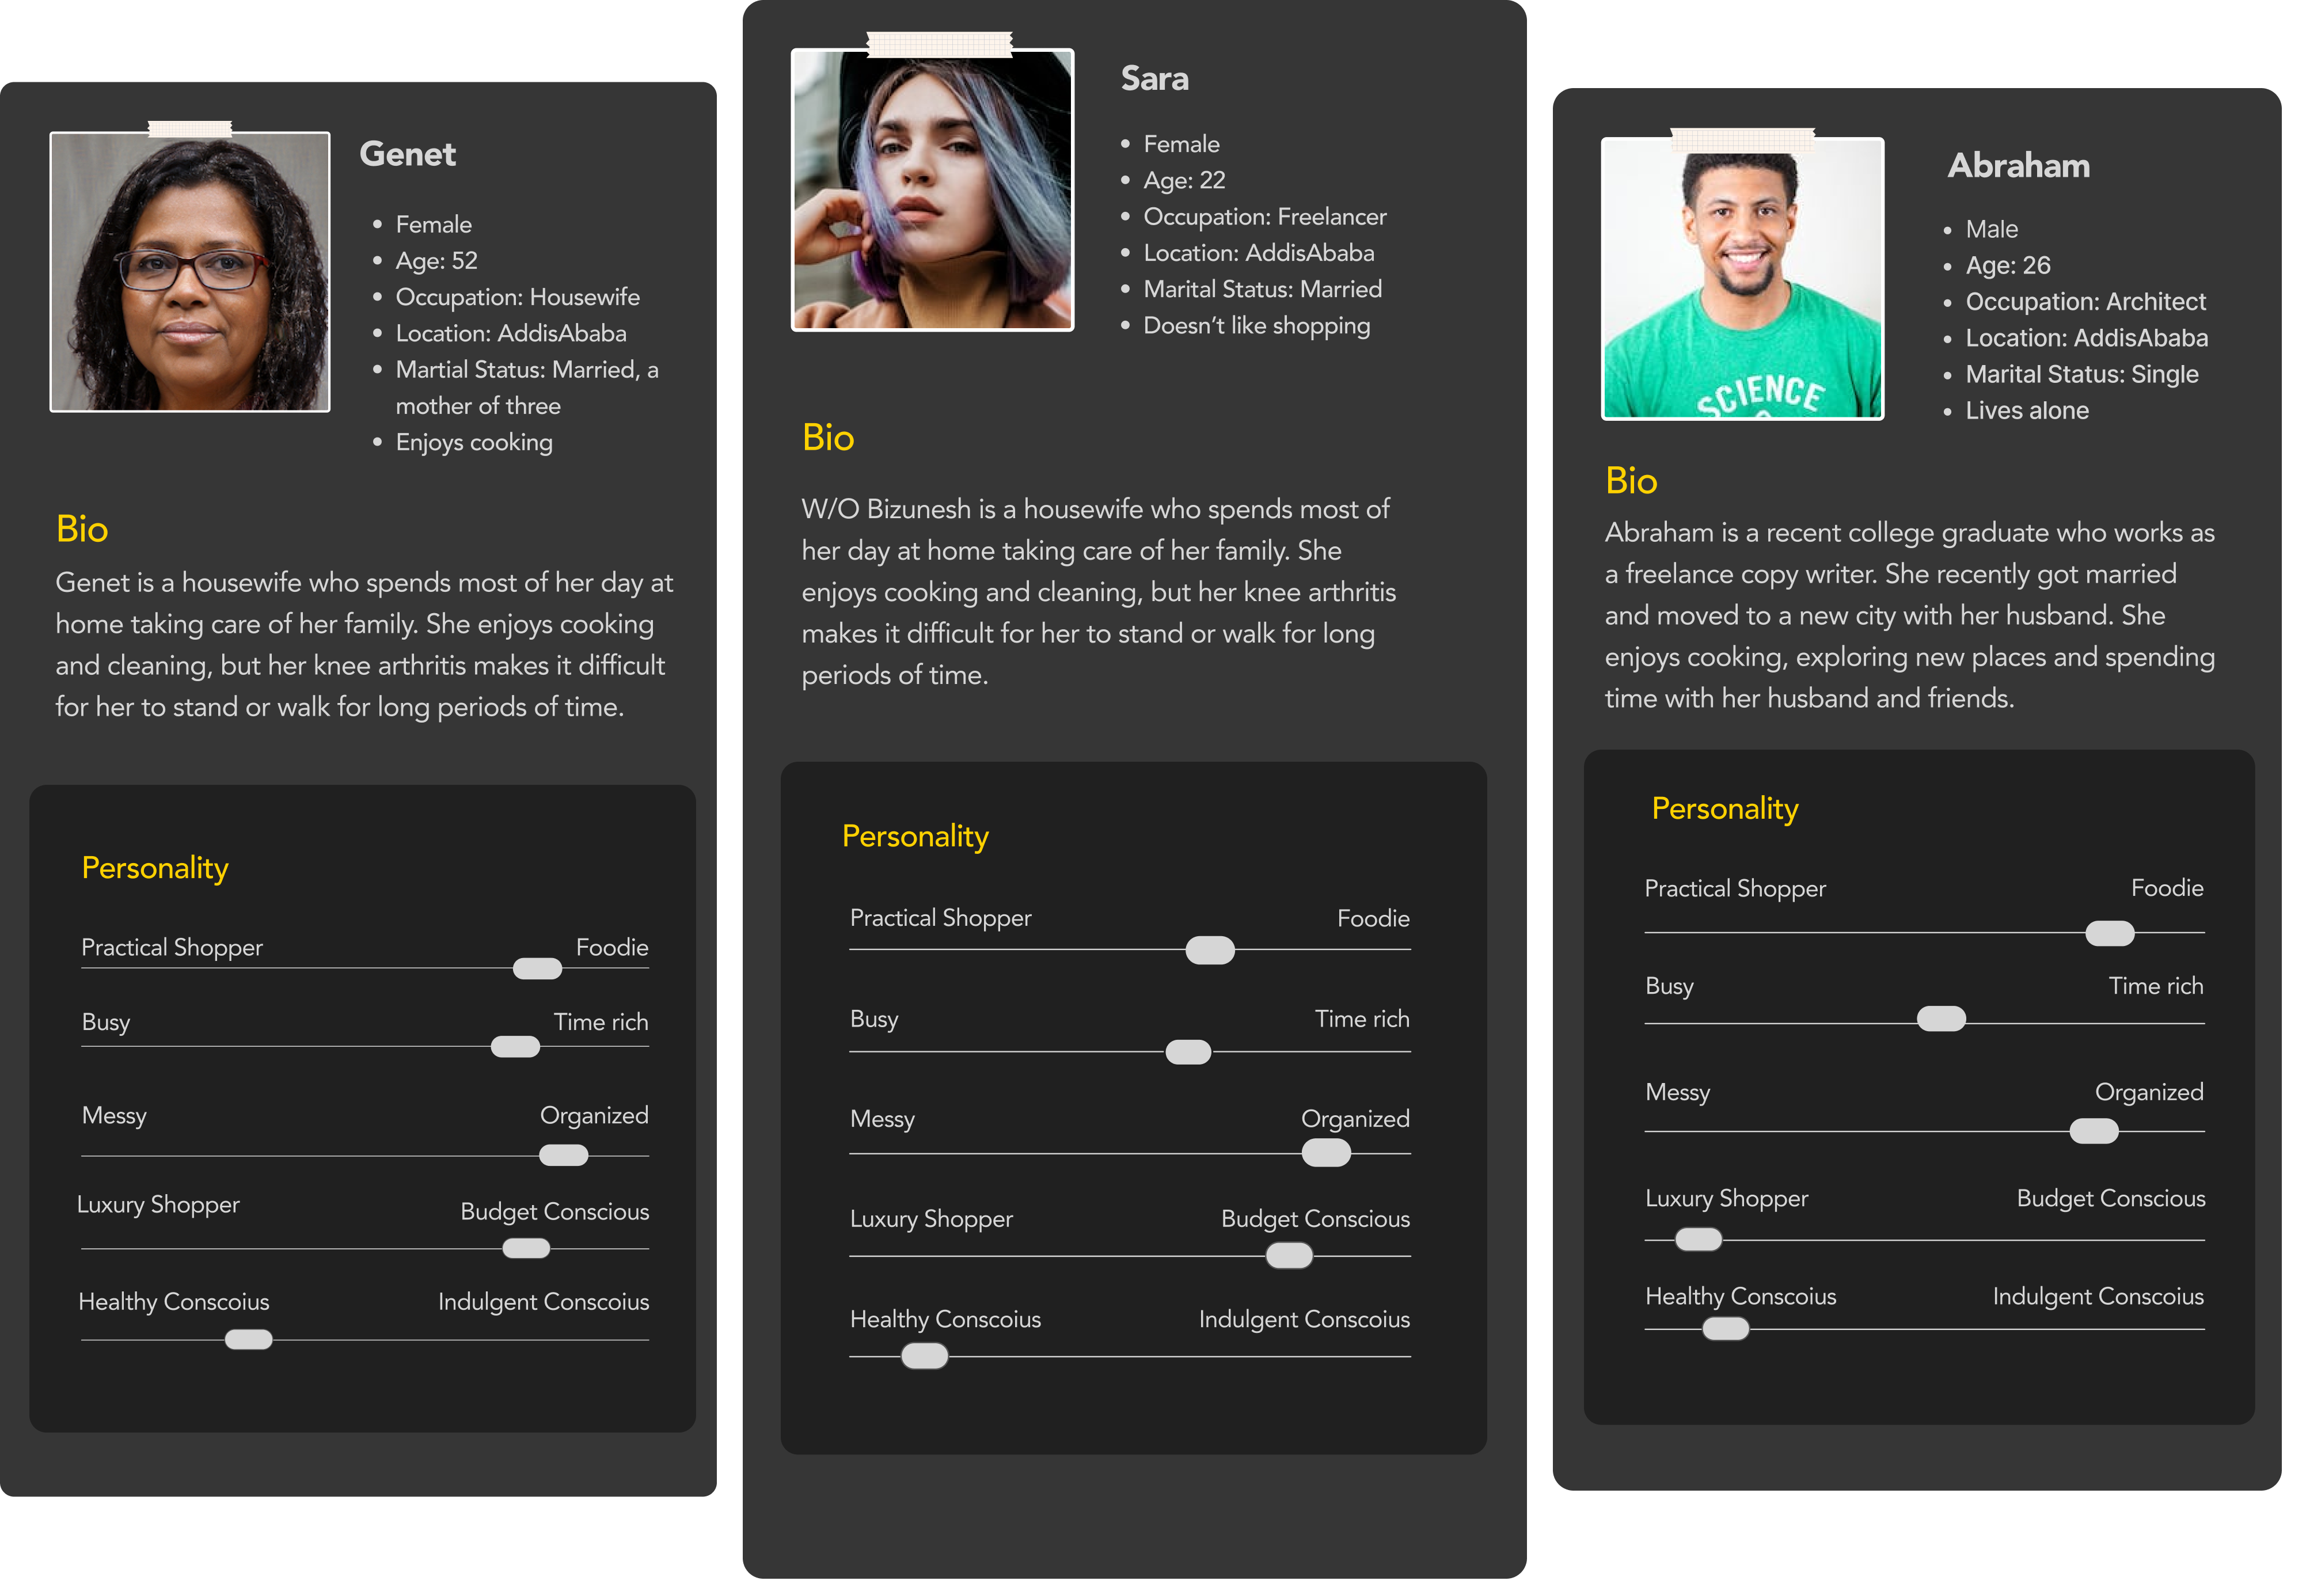 Genet
Female
Age: 52
Occupation: Housewife
Location: AddisAbaba
Martial Status: Married, a
mother of three
Enjoys cooking
Bio
Genet is a housewife who spends most of her day at
home taking care of her family. She enjoys cooking
and cleaning, but her knee arthritis makes it difficult
for her to stand or walk for long periods of time.
Personality
Practical Shopper Foodie
Busy Time rich
Messy Organized
Luxury Shopper Budget Conscious
Healthy Conscoius Indulgent Conscoius
Sara
Female
Age: 22
Occupation: Freelancer
Location: AddisAbaba
Marital Status: Married
Doesn’t like shopping
Bio
W/O Bizunesh is a housewife who spends most of
her day at home taking care of her family. She
enjoys cooking and cleaning, but her knee arthritis
makes it difficult for her to stand or walk for long
periods of time.
Personality
Practical Shopper Foodie
Busy Time rich
Messy Organized
Luxury Shopper Budget Conscious
Healthy Conscoius Indulgent Conscoius
SCIENCE
Abraham
Male
Age: 26
Occupation: Architect
Location: AddisAbaba
Marital Status: Single
Lives alone
Bio
Abraham is a recent college graduate who works as
a freelance copy writer. She recently got married
and moved to a new city with her husband. She
enjoys cooking, exploring new places and spending
time with her husband and friends.
Personality
Practical Shopper Foodie
Busy Time rich
Messy Organized
Luxury Shopper Budget Conscious
Healthy Conscoius Indulgent Conscoius